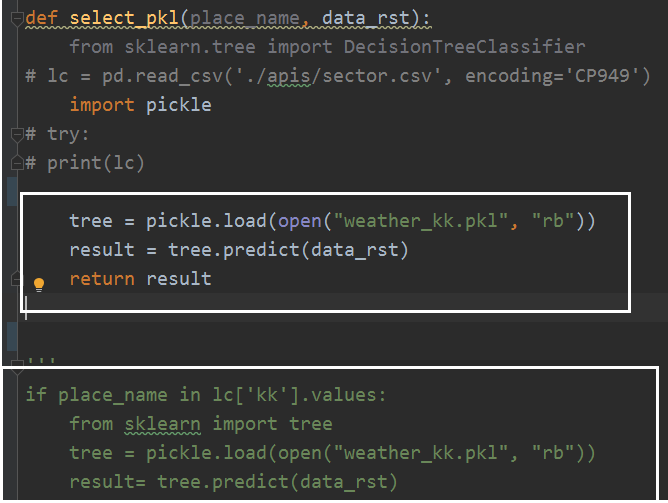 def select_pkl(place_name, data_rst):
    from sklearn.tree import DecisionTreeClassifier
# lc = pd.read_csv('./apis/sector.csv', encoding='CP949')
    import pickle
# try:
# print(lc)
    tree = pickle.load(open("weather_kk.pkl", "rb"))
    result = tree.predict(data_rst)
    return result
'''
if place_name in lc['kk'].values:
    from sklearn import tree
    tree = pickle.load(open("weather_kk.pkl", "rb"))
    result= tree.predict(data_rst)